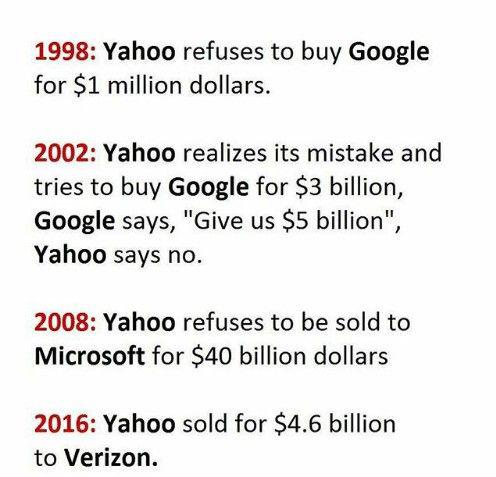 1998: Yahoo refuses to buy Google
for $1 million dollars.
2002: Yahoo realizes its mistake and
tries to buy Google for $3 billion,
Google says, "Give us $5 billion",
Yahoo says no.
2008: Yahoo refuses to be sold to
Microsoft for $40 billion dollars
2016: Yahoo sold for $4.6 billion
to Verizon.